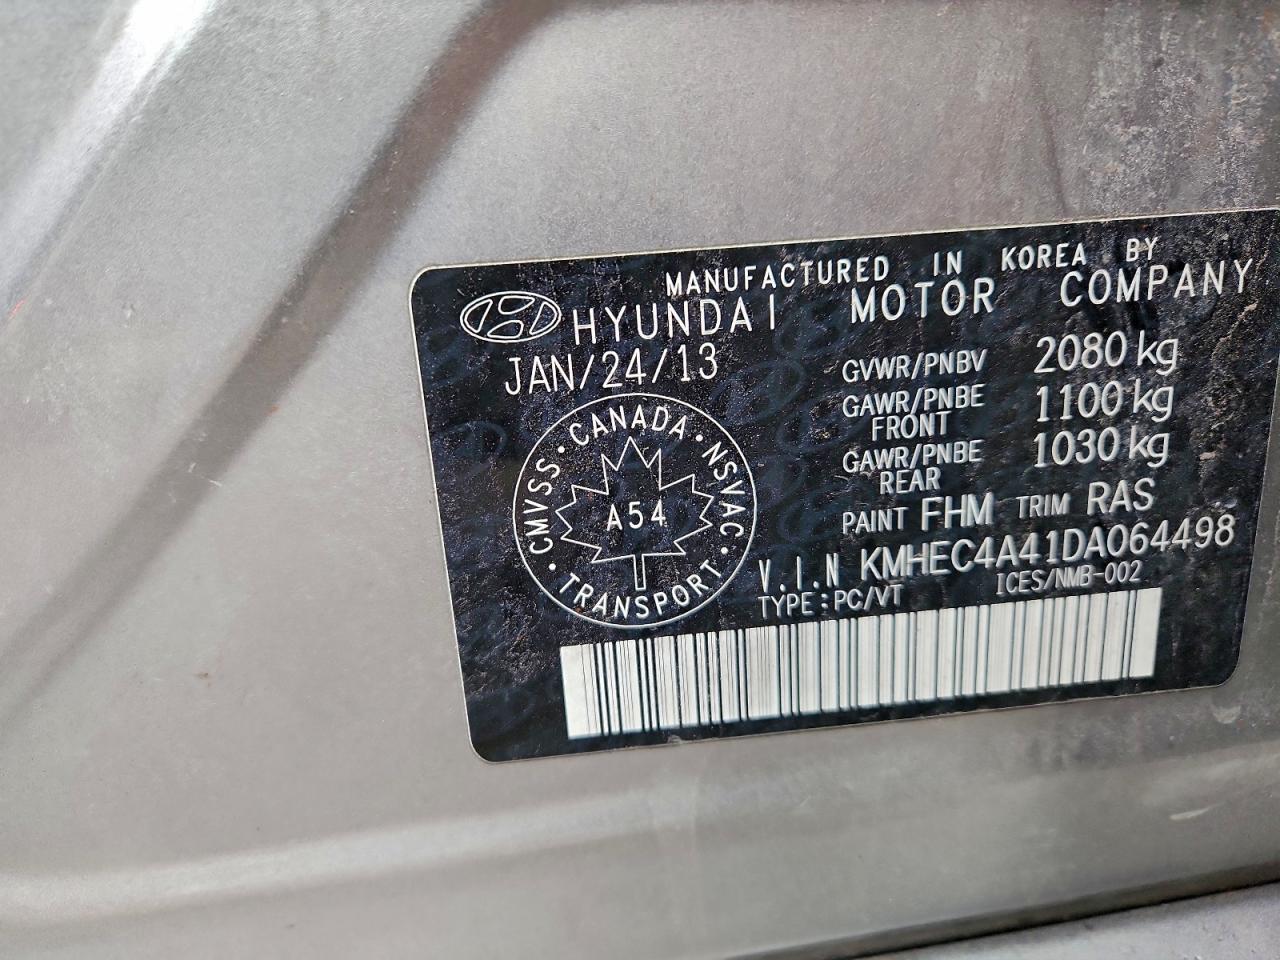 MANUFACTURED IN KOREA BY
HYUNDAI MOTOR COMPANY
JAN/24/13
GVWR/PNBV 2080 kg
GAWR/PNBE FRONT 1100 kg
GAWR/PNBE REAR 1030 kg
PAINT FHM TRIM RAS
V.I.N KMHEC4A41DA064498
TYPE : PC/VT ICES/NMB-002
CMVSS · CANADA · NSVAC · TRANSPORT ·
A54